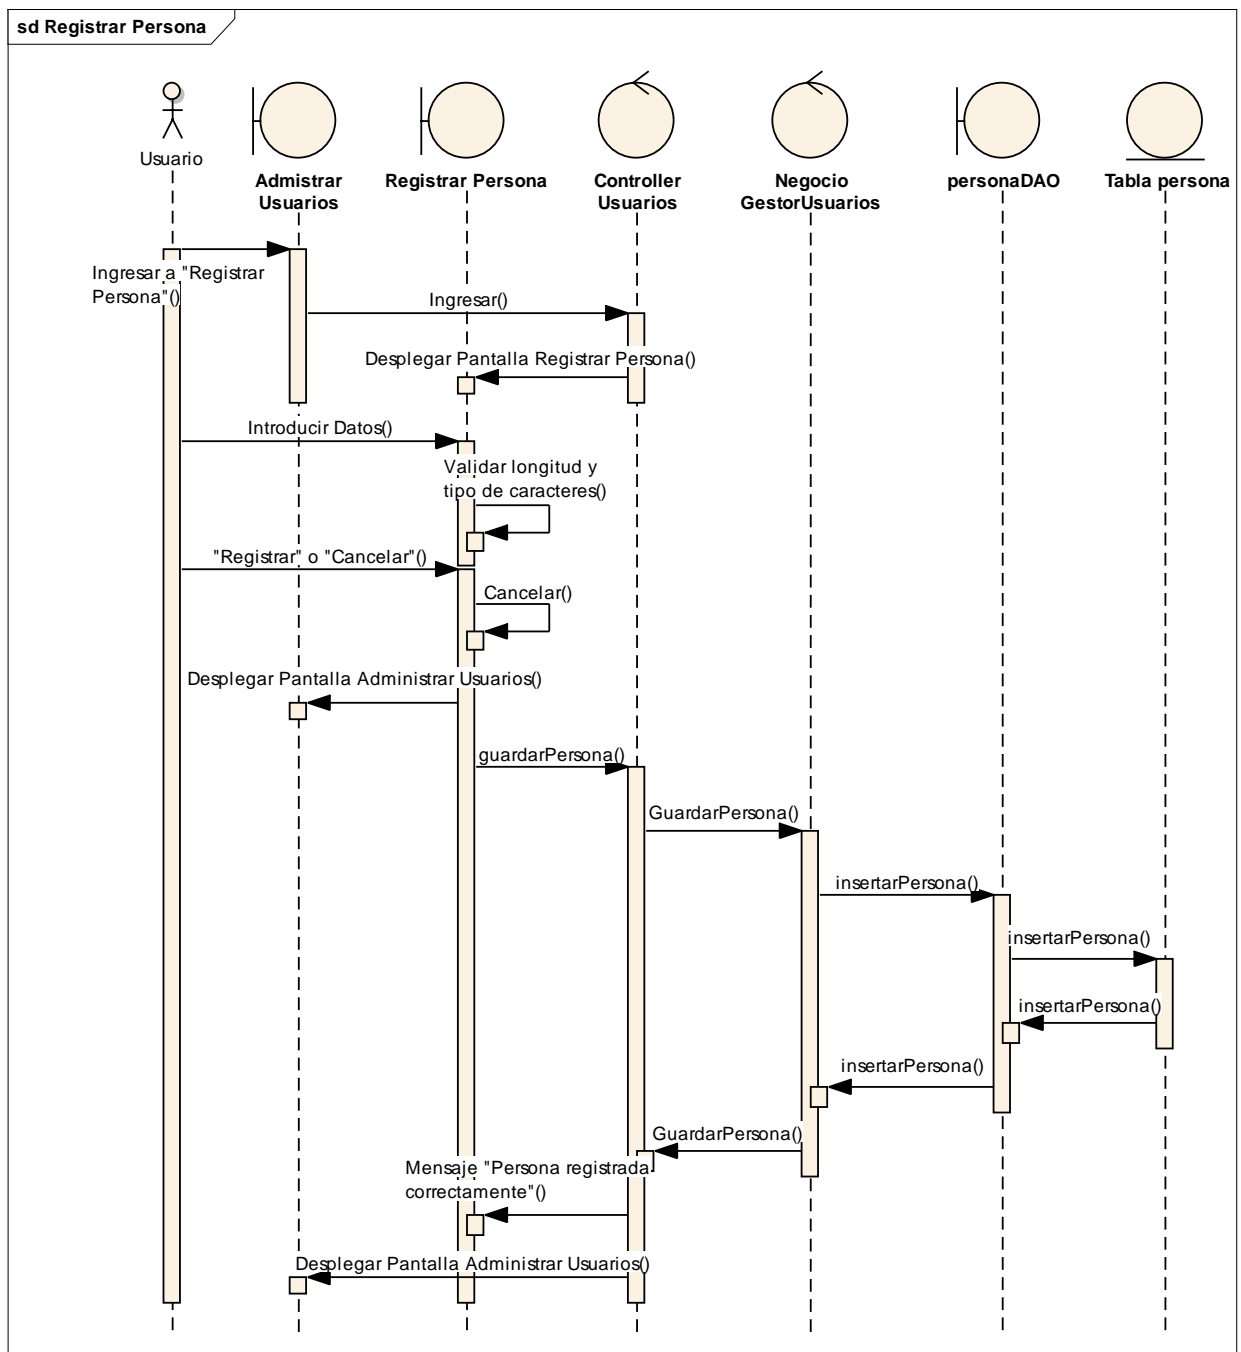 sd Registrar Persona
Usuario
Admistrar
Usuarios
Registrar Persona
Controller
Usuarios
Negocio
GestorUsuarios
personaDAO
Tabla persona
Ingresar a "Registrar
Persona"()
Ingresar()
Desplegar Pantalla Registrar Persona()
Introducir Datos()
Validar longitud y
tipo de caracteres()
"Registrar" o "Cancelar"()
Cancelar()
Desplegar Pantalla Administrar Usuarios()
guardarPersona()
GuardarPersona()
insertarPersona()
insertarPersona()
insertarPersona()
insertarPersona()
GuardarPersona()
Mensaje "Persona registrada
correctamente"()
Desplegar Pantalla Administrar Usuarios()